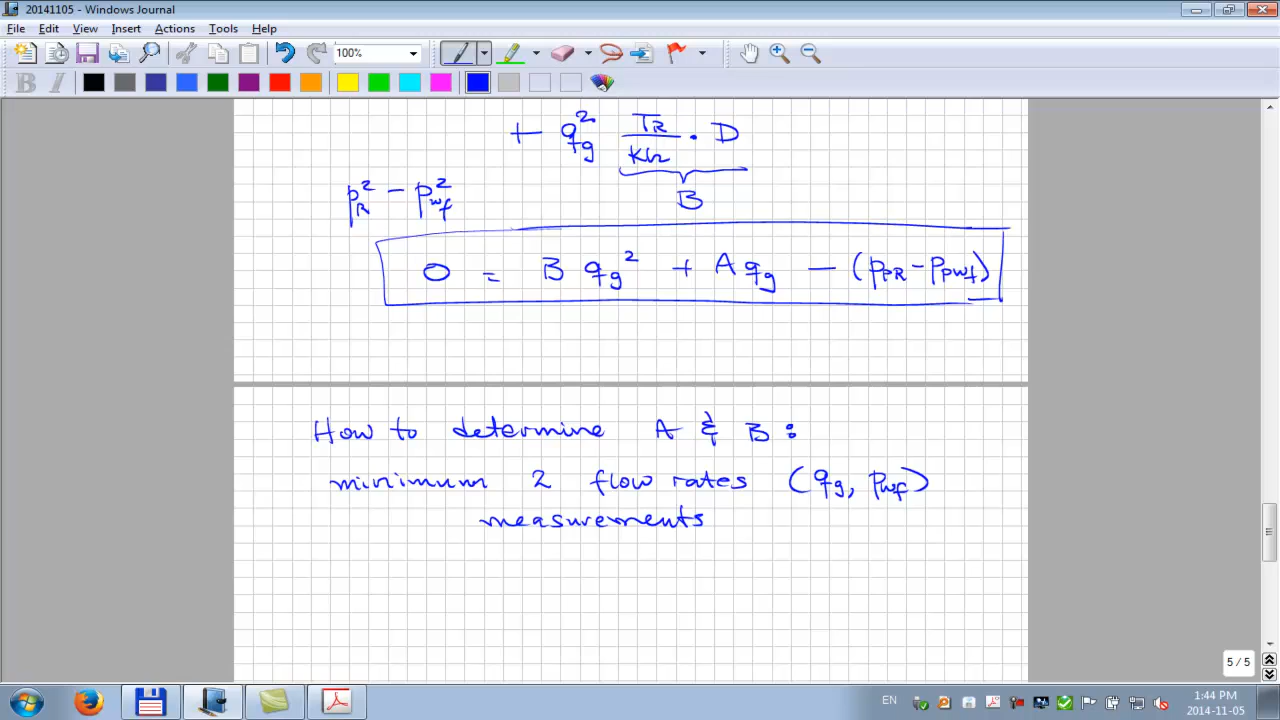 20141105 - Windows Journal
File Edit View Insert Actions Tools Help
100%
B I
+ q_g^2 T_R/kh · D
B
p_R^2 - p_wf^2
0 = B q_g^2 + A q_g - (p_pR - p_pwf)
How to determine A & B :
minimum 2 flow rates (q_g, p_wf)
measurements
5 / 5
EN
1:44 PM
2014-11-05